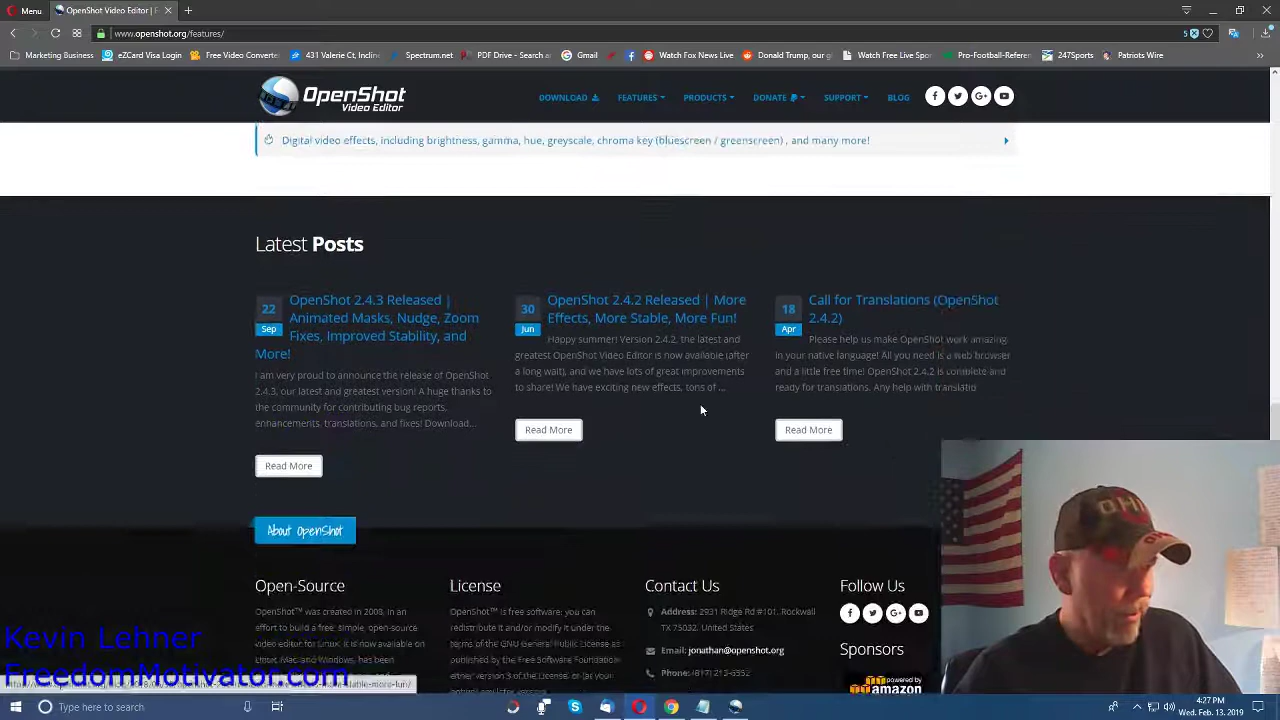 Menu
OpenShot Video Editor | F
www.openshot.org/features/
5
Marketing Business
eZCard Visa Login
Free Video Converter
431 Valerie Ct, Incline
Spectrum.net
PDF Drive - Search an
Gmail
Watch Fox News Live
Donald Trump, our g
Watch Free Live Spor
Pro-Football-Referen
247Sports
Patriots Wire
OpenShot
Video Editor
DOWNLOAD
FEATURES
PRODUCTS
DONATE
SUPPORT
BLOG
Digital video effects, including brightness, gamma, hue, greyscale, chroma key (bluescreen / greenscreen) , and many more!
Latest Posts
22
Sep
OpenShot 2.4.3 Released |
Animated Masks, Nudge, Zoom
Fixes, Improved Stability, and
More!
I am very proud to announce the release of OpenShot
2.4.3, our latest and greatest version! A huge thanks to
the community for contributing bug reports,
enhancements, translations, and fixes! Download...
Read More
30
Jun
OpenShot 2.4.2 Released | More
Effects, More Stable, More Fun!
Happy summer! Version 2.4.2, the latest and
greatest OpenShot Video Editor is now available (after
a long wait), and we have lots of great improvements
to share! We have exciting new effects, tons of ...
Read More
18
Apr
Call for Translations (OpenShot
2.4.2)
Please help us make OpenShot work amazing
in your native language! All you need is a web browser
and a little free time! OpenShot 2.4.2 is complete and
ready for translations. Any help with translatio
Read More
About OpenShot
Open-Source
OpenShot™ was created in 2008, in an
effort to build a free, simple, open-source
video editor for Linux. It is now available on
Linux, Mac, and Windows, has been
License
OpenShot™ is free software: you can
redistribute it and/or modify it under the
terms of the GNU General Public License
as published by the Free Software Foundation
Contact Us
Address: 2931 Ridge Rd #101, Rockwall
TX 75032, United States
Email: jonathan@openshot.org
Phone:
Follow Us
Sponsors
powered by
amazon
Kevin Lehner
FreedomMotivator.com
Type here to search
4:27 PM
Wed. Feb. 13, 2019